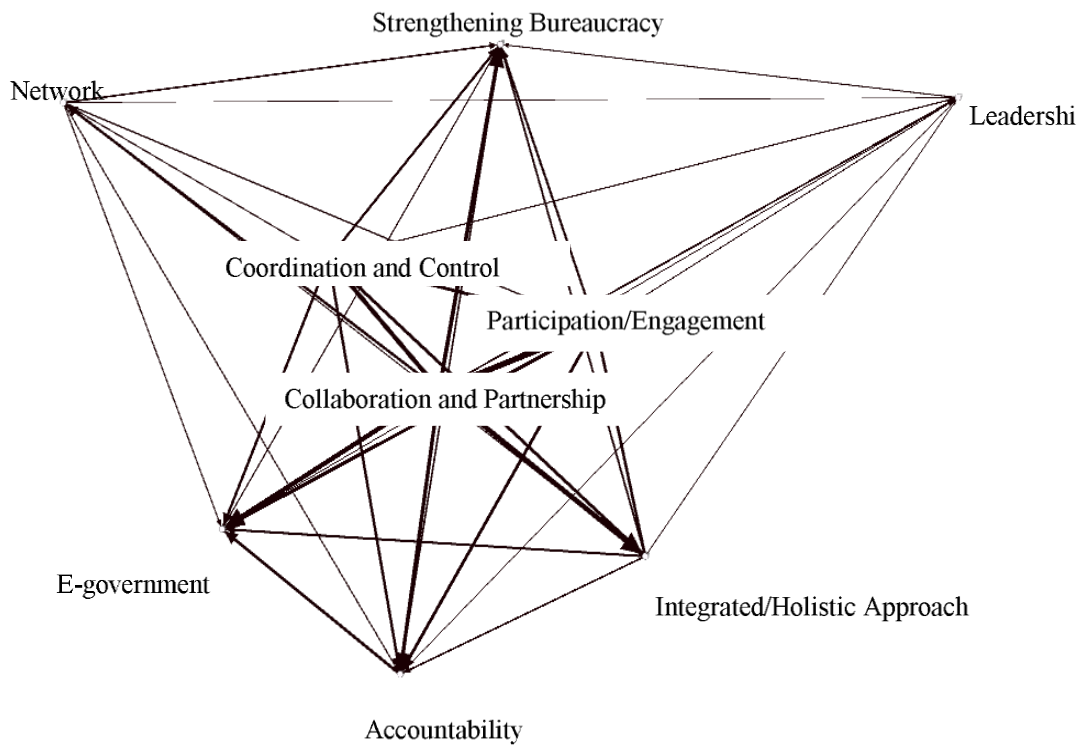 Strengthening Bureaucracy
Network
Leadershi
Coordination and Control
Participation/Engagement
Collaboration and Partnership
E-government
Integrated/Holistic Approach
Accountability